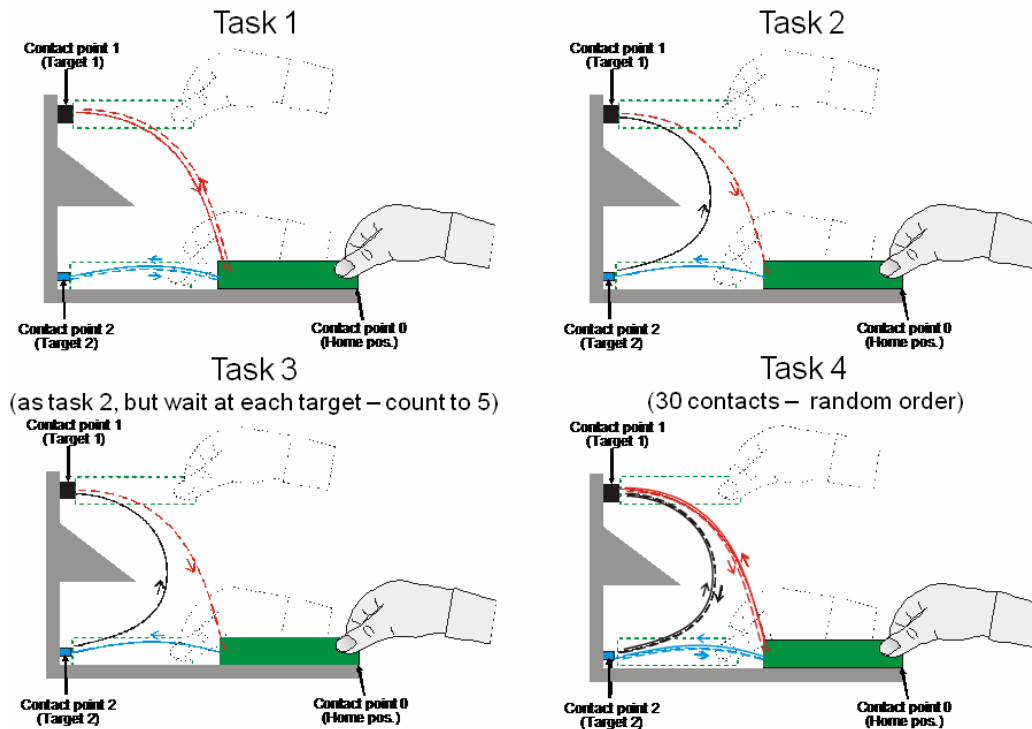 Task 1
Contact point 1
(Target 1)
Contact point 2
(Target 2)
Contact point 0
(Home pos.)
Task 2
Contact point 1
(Target 1)
Contact point 2
(Target 2)
Contact point 0
(Home pos.)
Task 3
(as task 2, but wait at each target – count to 5)
Contact point 1
(Target 1)
Contact point 2
(Target 2)
Contact point 0
(Home pos.)
Task 4
(30 contacts – random order)
Contact point 1
(Target 1)
Contact point 2
(Target 2)
Contact point 0
(Home pos.)